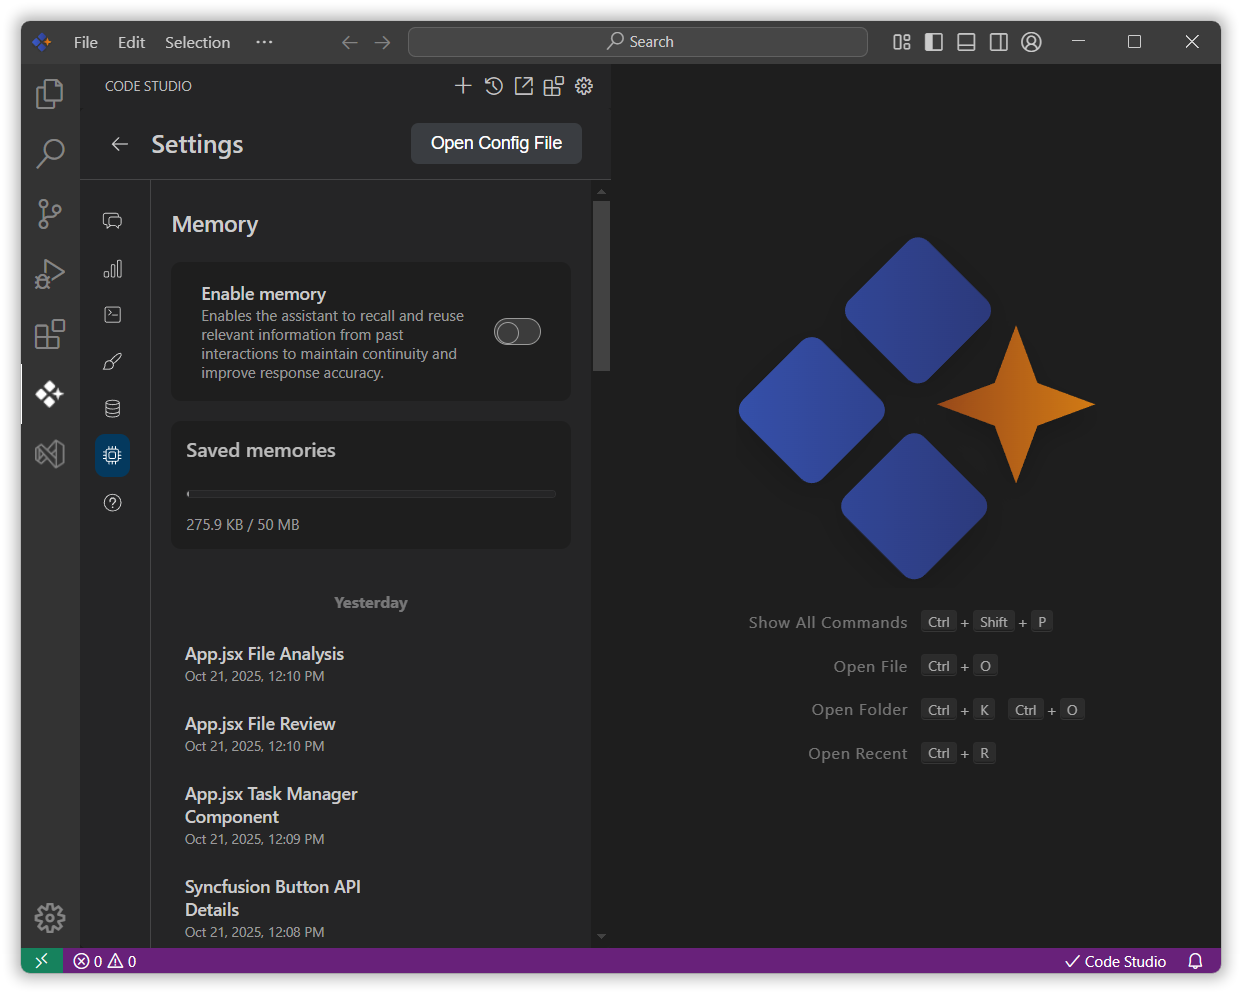 File Edit Selection ···
Search
CODE STUDIO
Settings
Open Config File
Memory
Enable memory
Enables the assistant to recall and reuse
relevant information from past
interactions to maintain continuity and
improve response accuracy.
Saved memories
275.9 KB / 50 MB
Yesterday
App.jsx File Analysis
Oct 21, 2025, 12:10 PM
App.jsx File Review
Oct 21, 2025, 12:10 PM
App.jsx Task Manager
Component
Oct 21, 2025, 12:09 PM
Syncfusion Button API
Details
Oct 21, 2025, 12:08 PM
Show All Commands Ctrl + Shift + P
Open File Ctrl + O
Open Folder Ctrl + K Ctrl + O
Open Recent Ctrl + R
0 0
Code Studio